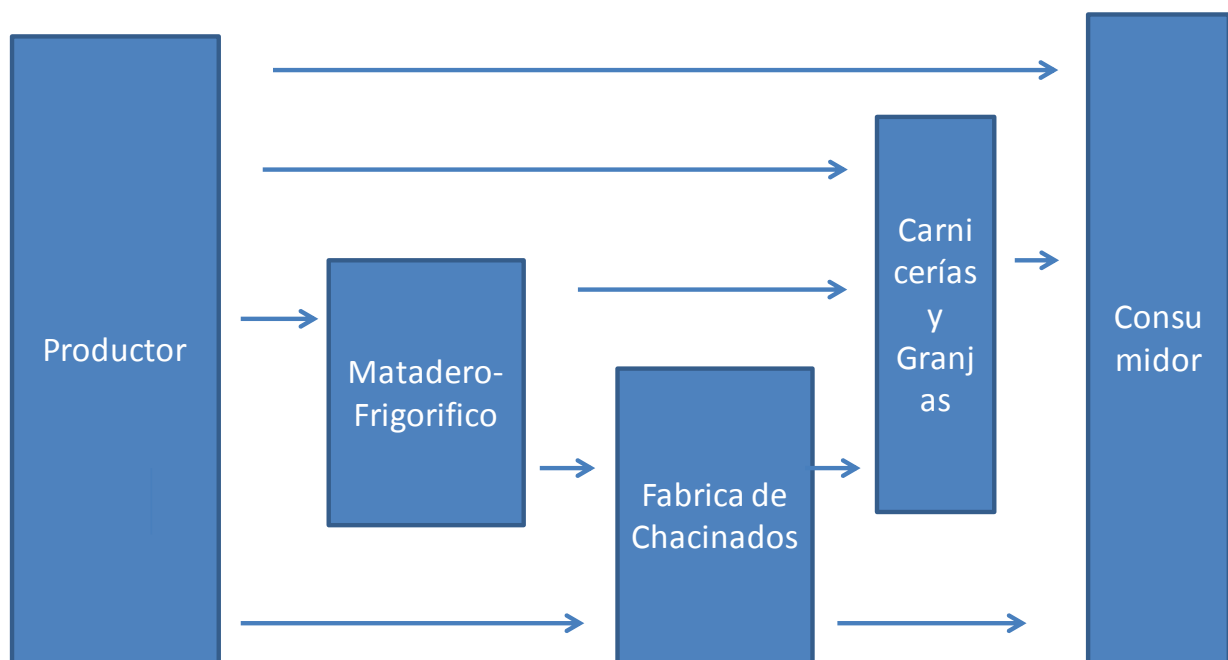 Productor
Matadero-
Frigorifico
Fabrica de
Chacinados
Carni
cerías
y
Granj
as
Consu
midor